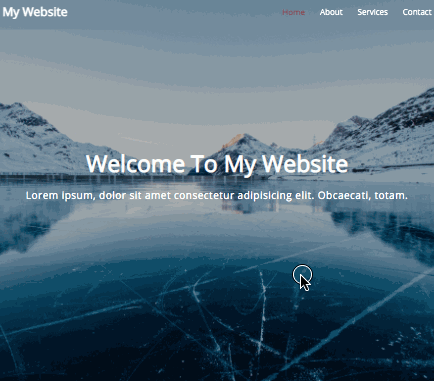 My Website
Home About Services Contact
Welcome To My Website
Lorem ipsum, dolor sit amet consectetur adipisicing elit. Obcaecati, totam.